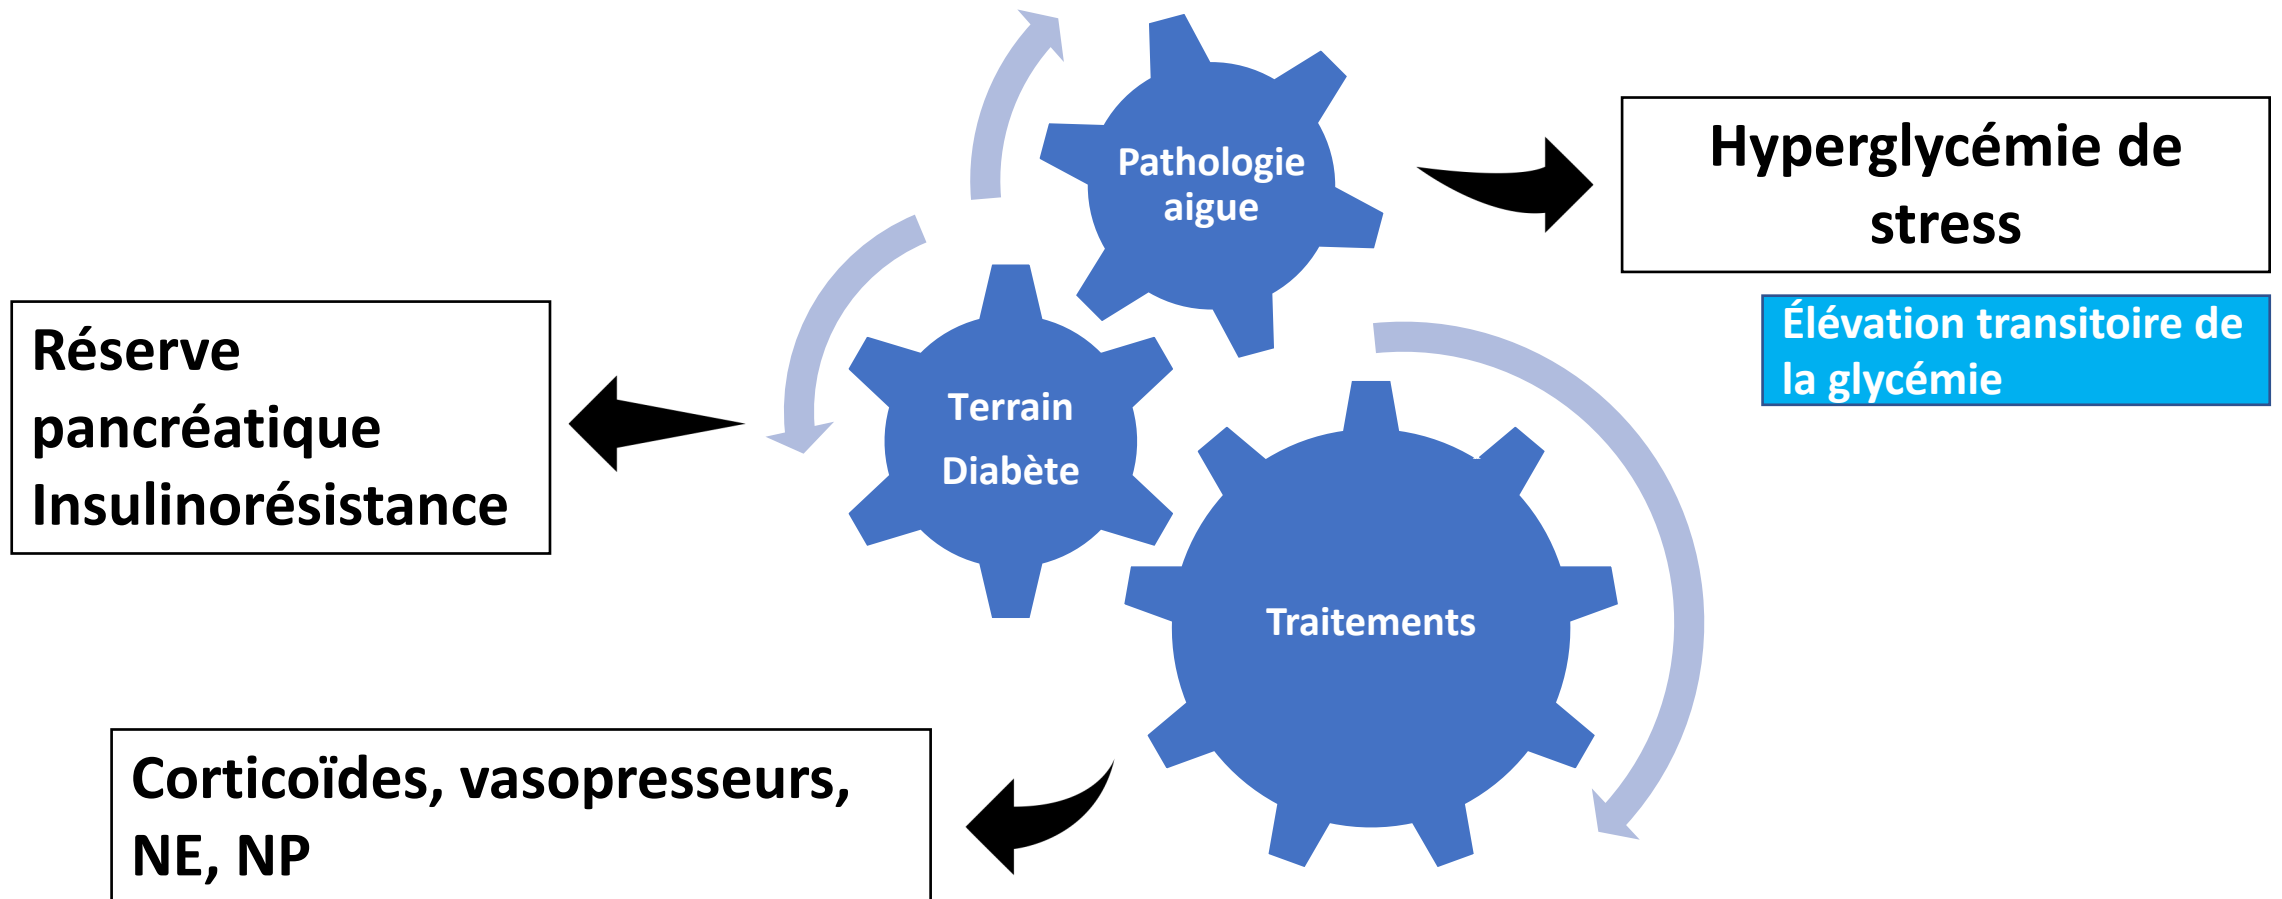 Pathologie
aigue
Hyperglycémie de
stress
Élévation transitoire de
la glycémie
Réserve
pancréatique
Insulinorésistance
Terrain
Diabète
Traitements
Corticoïdes, vasopresseurs,
NE, NP